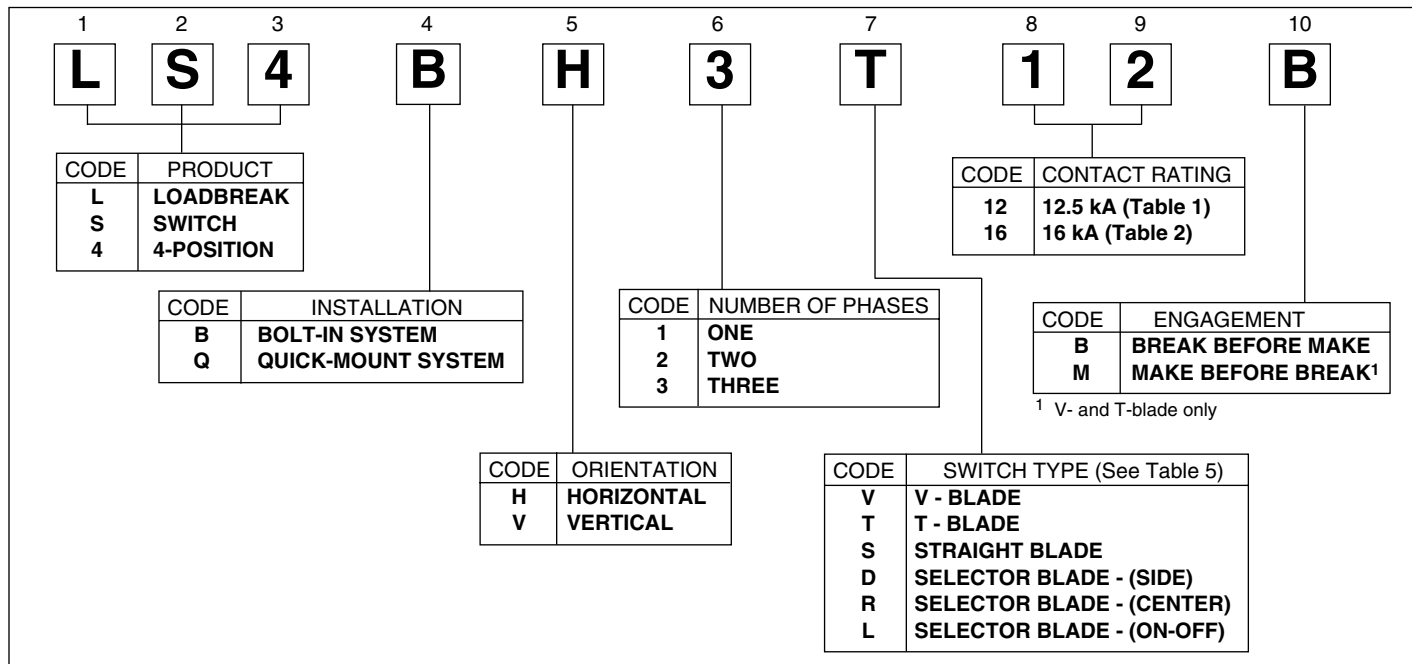 1 2 3 4 5 6 7 8 9 10
L S 4 B H 3 T 1 2 B
CODE PRODUCT
L LOADBREAK
S SWITCH
4 4-POSITION
CODE CONTACT RATING
12 12.5 kA (Table 1)
16 16 kA (Table 2)
CODE INSTALLATION
B BOLT-IN SYSTEM
Q QUICK-MOUNT SYSTEM
CODE NUMBER OF PHASES
1 ONE
2 TWO
3 THREE
CODE ENGAGEMENT
B BREAK BEFORE MAKE
M MAKE BEFORE BREAK1
1 V- and T-blade only
CODE ORIENTATION
H HORIZONTAL
V VERTICAL
CODE SWITCH TYPE (See Table 5)
V V - BLADE
T T - BLADE
S STRAIGHT BLADE
D SELECTOR BLADE - (SIDE)
R SELECTOR BLADE - (CENTER)
L SELECTOR BLADE - (ON-OFF)